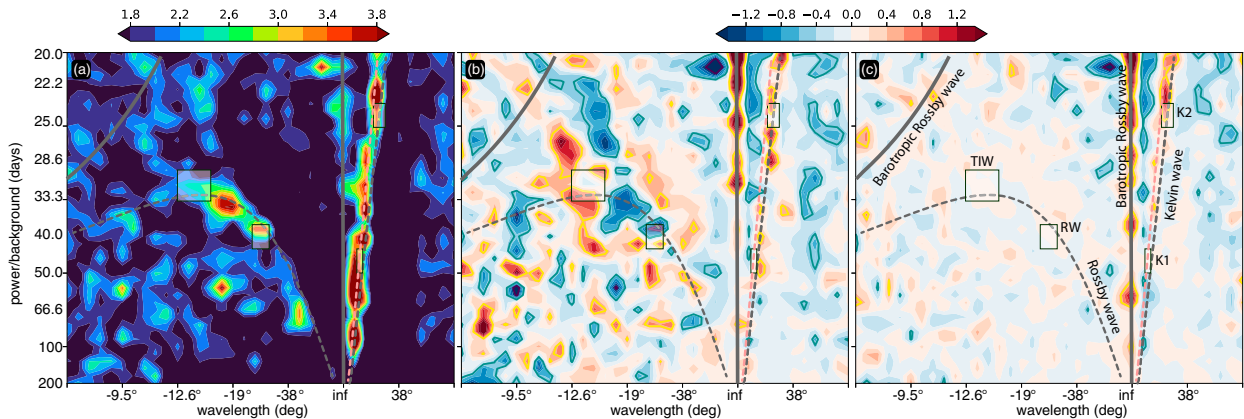 1.8 2.2 2.6 3.0 3.4 3.8
−1.2 −0.8 −0.4 0.0 0.4 0.8 1.2
power/background (days)
20.0
22.2
25.0
28.6
33.3
40.0
50.0
66.6
100
200
(a)
-9.5° -12.6° -19° -38° inf 38°
wavelength (deg)
(b)
-9.5° -12.6° -19° -38° inf 38°
wavelength (deg)
(c)
Barotropic Rossby wave
Barotropic Rossby wave
K2
TIW
Kelvin wave
RW
K1
Rossby wave
-9.5° -12.6° -19° -38° inf 38°
wavelength (deg)